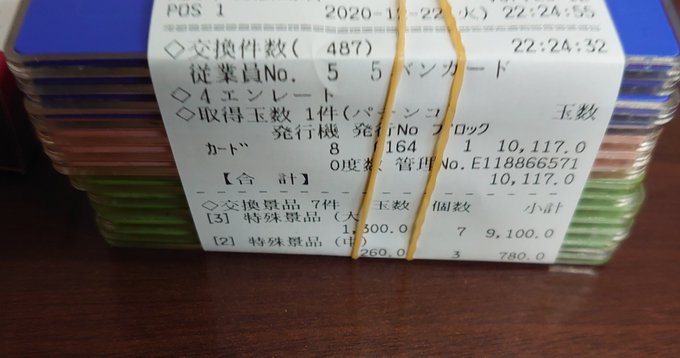 POS 1 2020-12-22(火) 22:24:55
◇交換件数( 487) 22:24:32
従業員No. 5 5バンカード
◇4エンレート
◇取得玉数 1件(パチンコ 玉数
発行機 発行No ブロック
カード 8 164 1 10,117.0
0度数 管理No.E118866571
【合 計】 10,117.0
◇交換景品 7件 玉数 個数 小計
[3] 特殊景品 (大
1,300.0 7 9,100.0
[2] 特殊景品 (中)
260.0 3 780.0